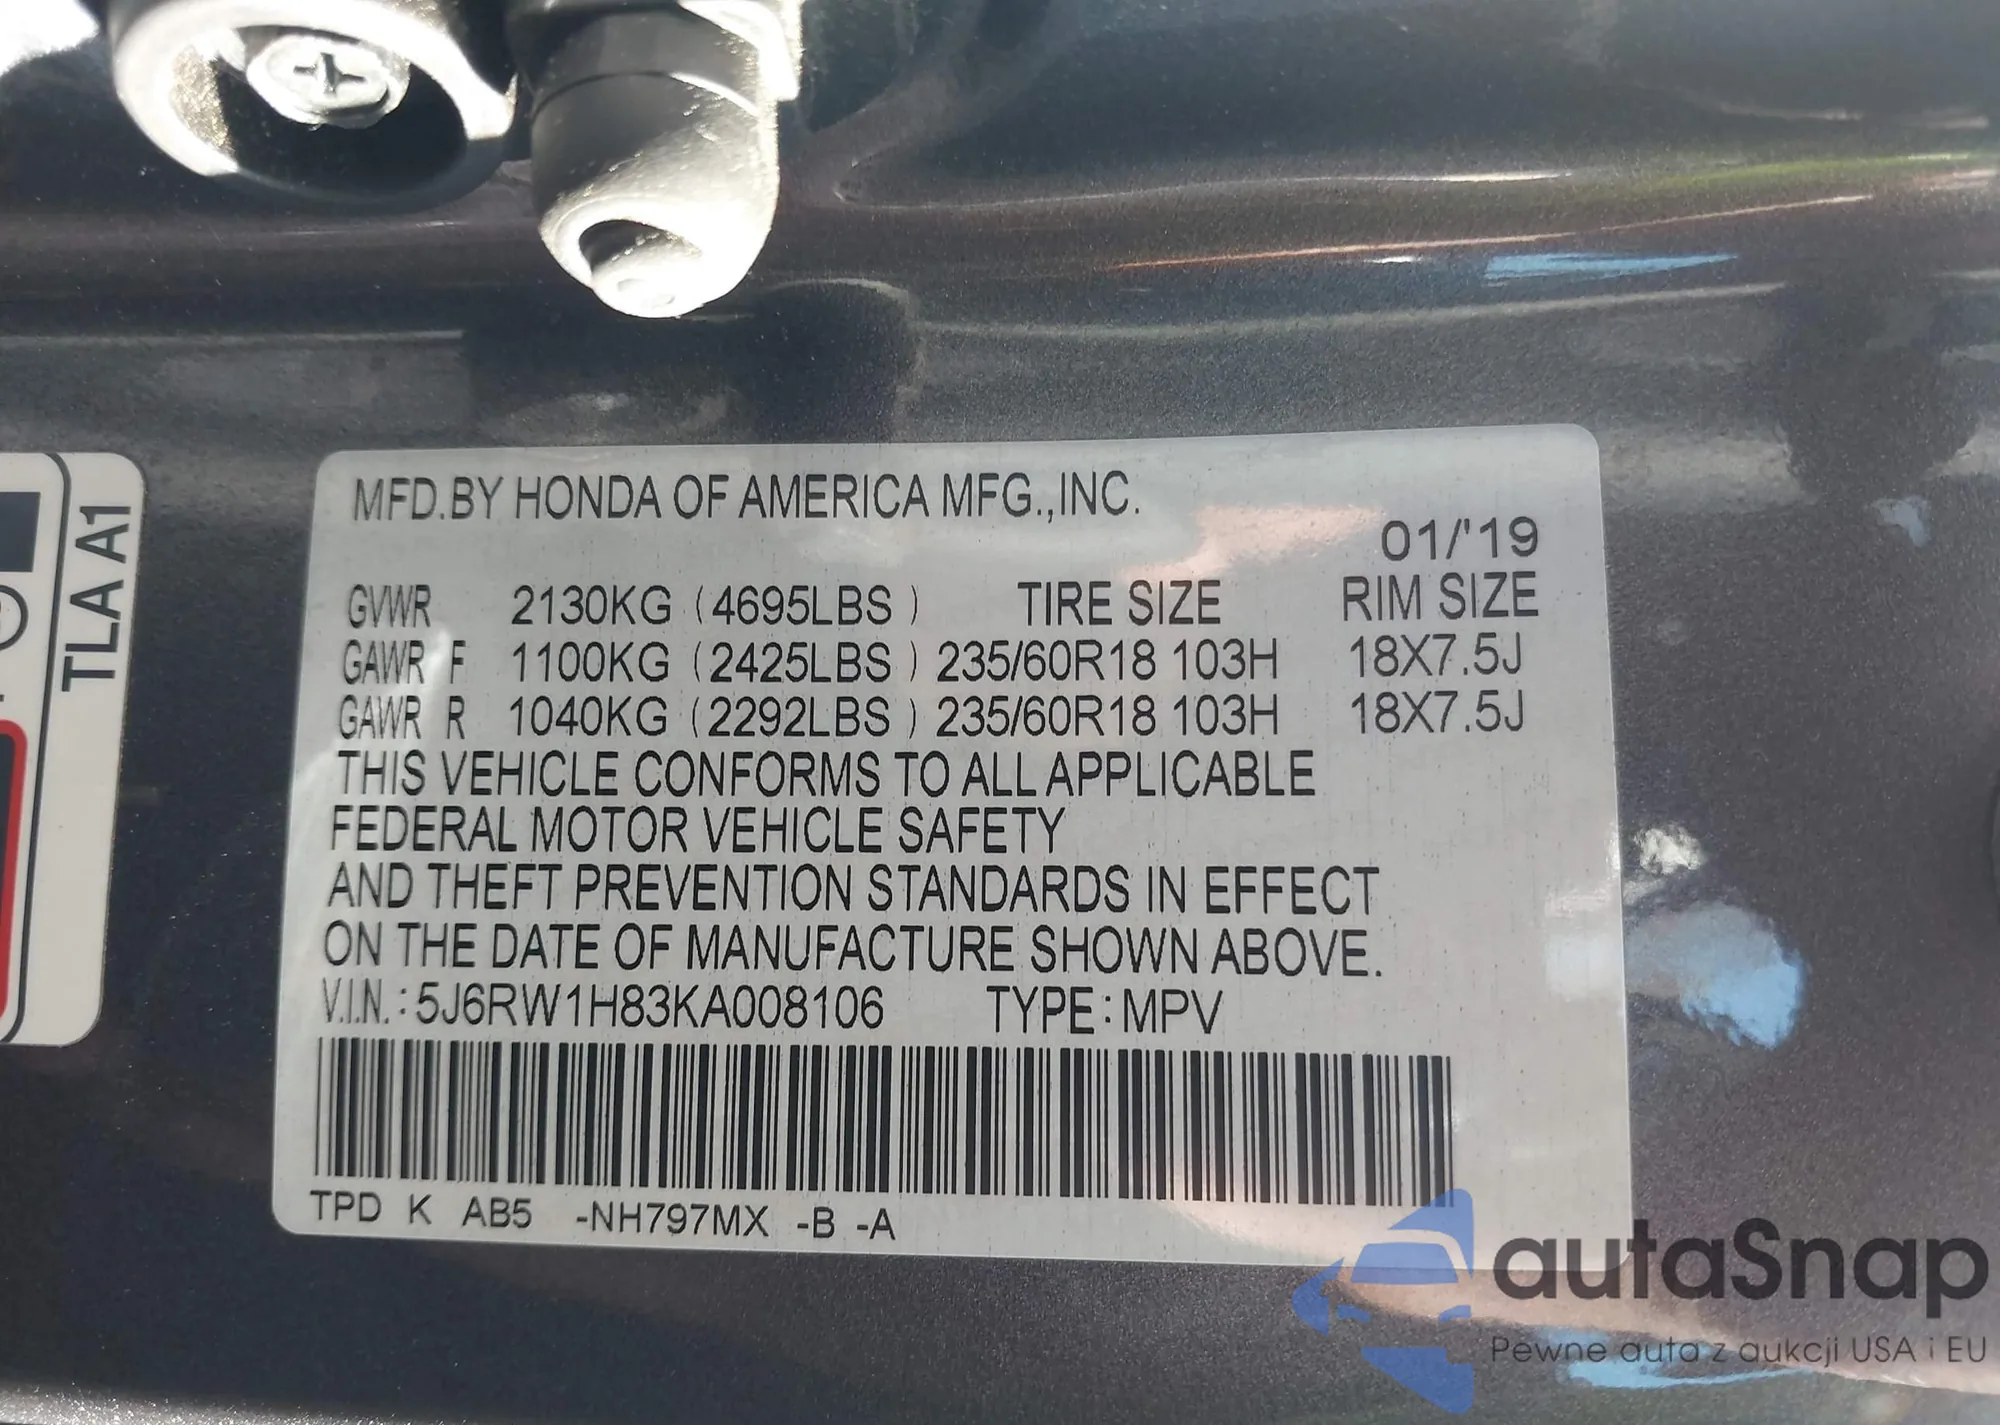 MFD.BY HONDA OF AMERICA MFG.,INC.
01/'19
GVWR 2130KG (4695LBS ) TIRE SIZE RIM SIZE
GAWR F 1100KG (2425LBS ) 235/60R18 103H 18X7.5J
GAWR R 1040KG (2292LBS ) 235/60R18 103H 18X7.5J
THIS VEHICLE CONFORMS TO ALL APPLICABLE
FEDERAL MOTOR VEHICLE SAFETY
AND THEFT PREVENTION STANDARDS IN EFFECT
ON THE DATE OF MANUFACTURE SHOWN ABOVE.
V.I.N.:5J6RW1H83KA008106 TYPE:MPV
TPD K AB5 -NH797MX -B -A
TLA A1
autaSnap
Pewne auta z aukcji USA i EU